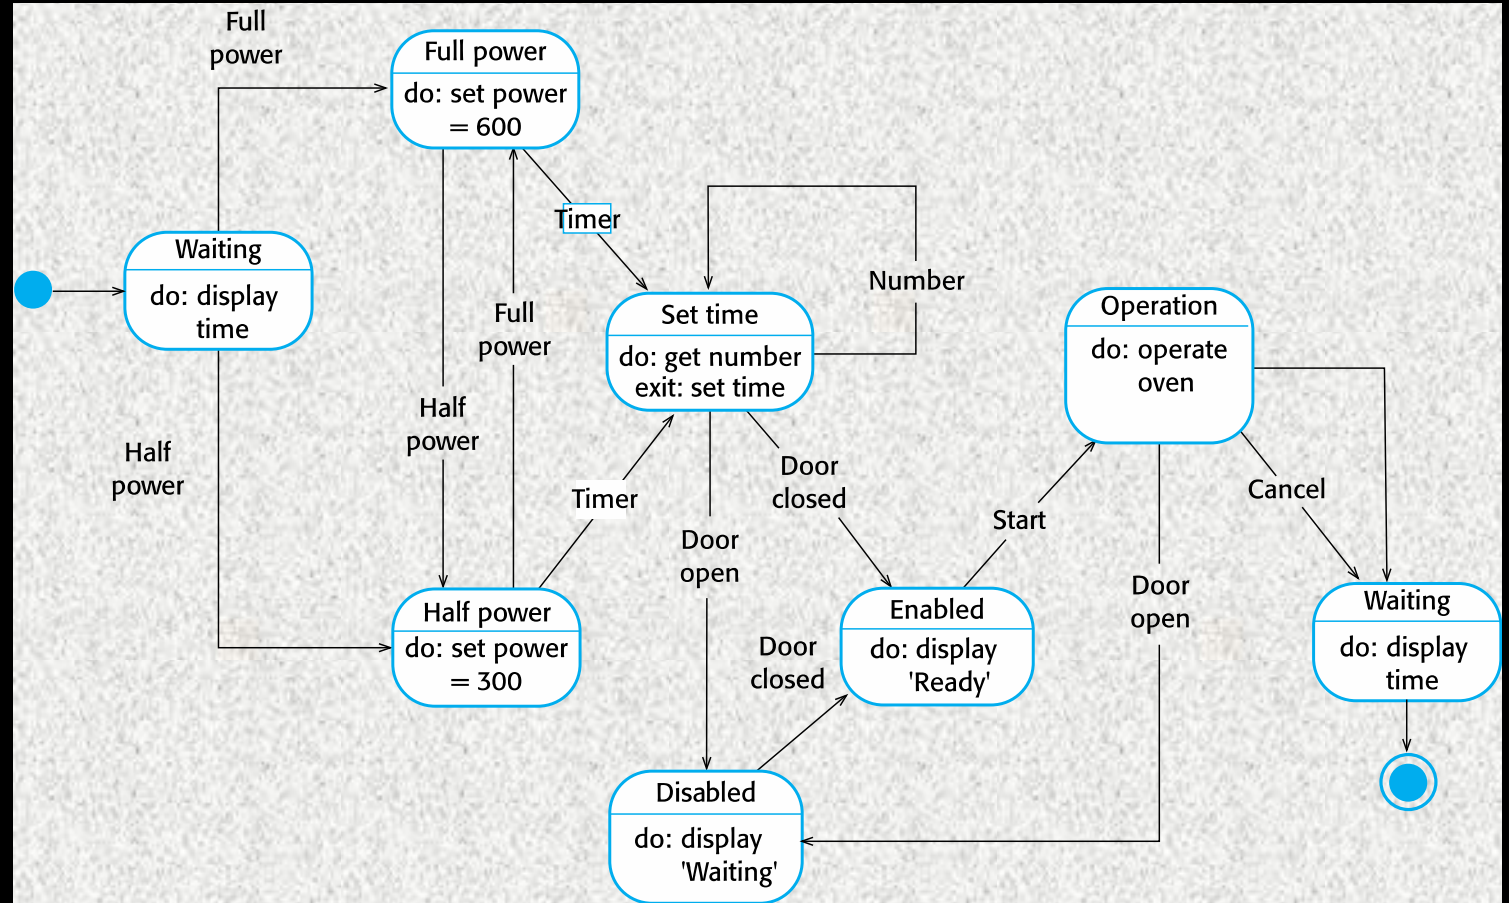 Full
power
Full power
do: set power
= 600
Timer
Waiting
do: display
time
Number
Full
power
Set time
do: get number
exit: set time
Operation
do: operate
oven
Half
power
Half
power
Timer
Door
closed
Cancel
Start
Door
open
Door
open
Half power
do: set power
= 300
Door
closed
Enabled
do: display
'Ready'
Waiting
do: display
time
Disabled
do: display
'Waiting'